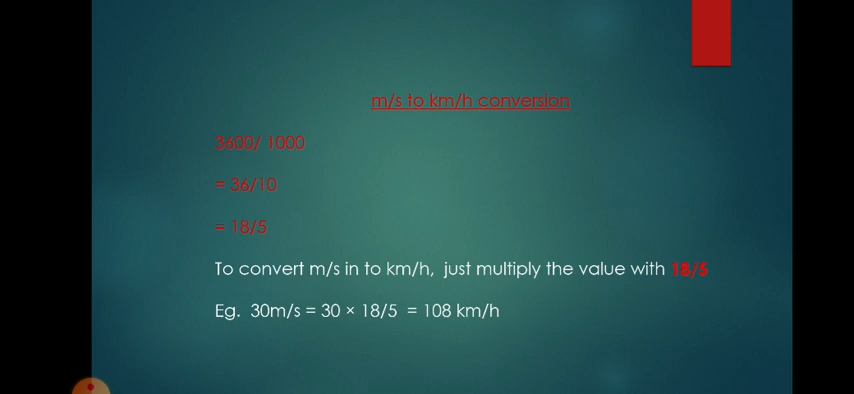 m/s to km/h conversion
3600/ 1000
= 36/10
= 18/5
To convert m/s in to km/h, just multiply the value with 18/5
Eg. 30m/s = 30 × 18/5 = 108 km/h